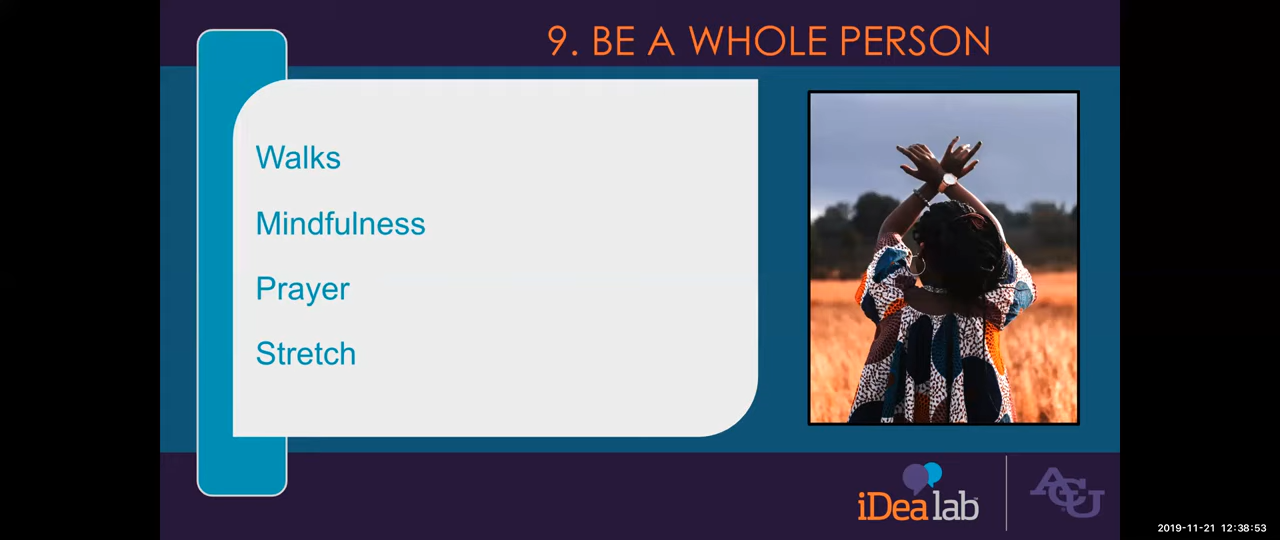 9. BE A WHOLE PERSON
Walks
Mindfulness
Prayer
Stretch
iDea lab
ACU
2019-11-21 12:38:53